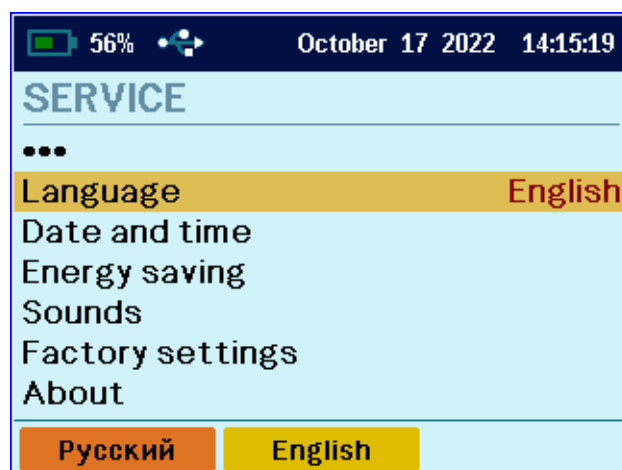 56% October 17 2022 14:15:19
SERVICE
•••
Language English
Date and time
Energy saving
Sounds
Factory settings
About
Русский English